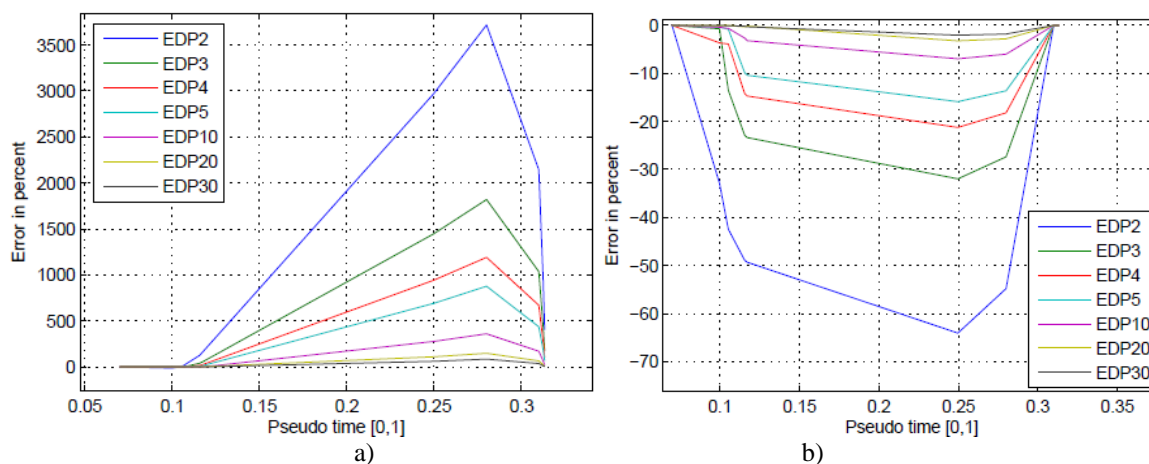 3500
3000
2500
2000
1500
1000
500
0
Error in percent
EDP2
EDP3
EDP4
EDP5
EDP10
EDP20
EDP30
0.05
0.1
0.15
0.2
0.25
0.3
Pseudo time [0,1]
a)
0
−10
−20
−30
−40
−50
−60
−70
Error in percent
EDP2
EDP3
EDP4
EDP5
EDP10
EDP20
EDP30
0.1
0.15
0.2
0.25
0.3
0.35
Pseudo time [0,1]
b)